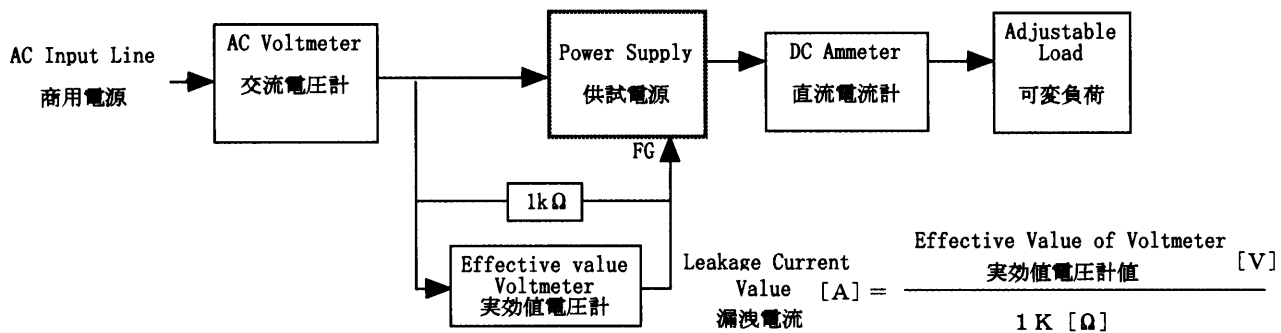 AC Input Line
商用電源
AC Voltmeter
交流電圧計
Power Supply
供試電源
DC Ammeter
直流電流計
Adjustable
Load
可変負荷
FG
1kΩ
Effective value
Voltmeter
実効値電圧計
Leakage Current
Value [A] =
漏洩電流
Effective Value of Voltmeter
実効値電圧計値 [V]
1K [Ω]